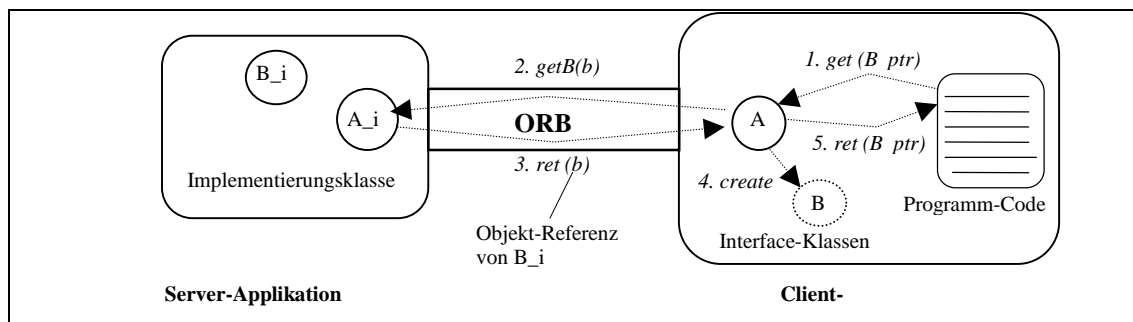 B_i
2. getB(b)
1. get (B ptr)
A_i
ORB
A
3. ret (b)
5. ret (B ptr)
Implementierungsklasse
4. create
B
Programm-Code
Objekt-Referenz
von B_i
Interface-Klassen
Server-Applikation
Client-